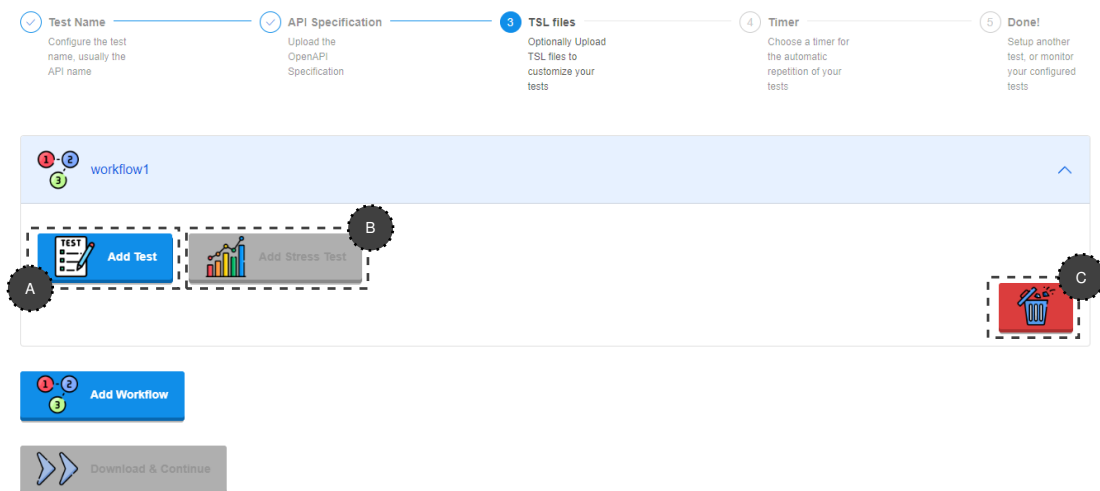 Test Name
Configure the test
name, usually the
API name
API Specification
Upload the
OpenAPI
Specification
3 TSL files
Optionally Upload
TSL files to
customize your
tests
4 Timer
Choose a timer for
the automatic
repetition of your
tests
5 Done!
Setup another
test, or monitor
your configured
tests
1 2 3
workflow1
A
TEST
Add Test
B
Add Stress Test
C
1 2 3
Add Workflow
Download & Continue